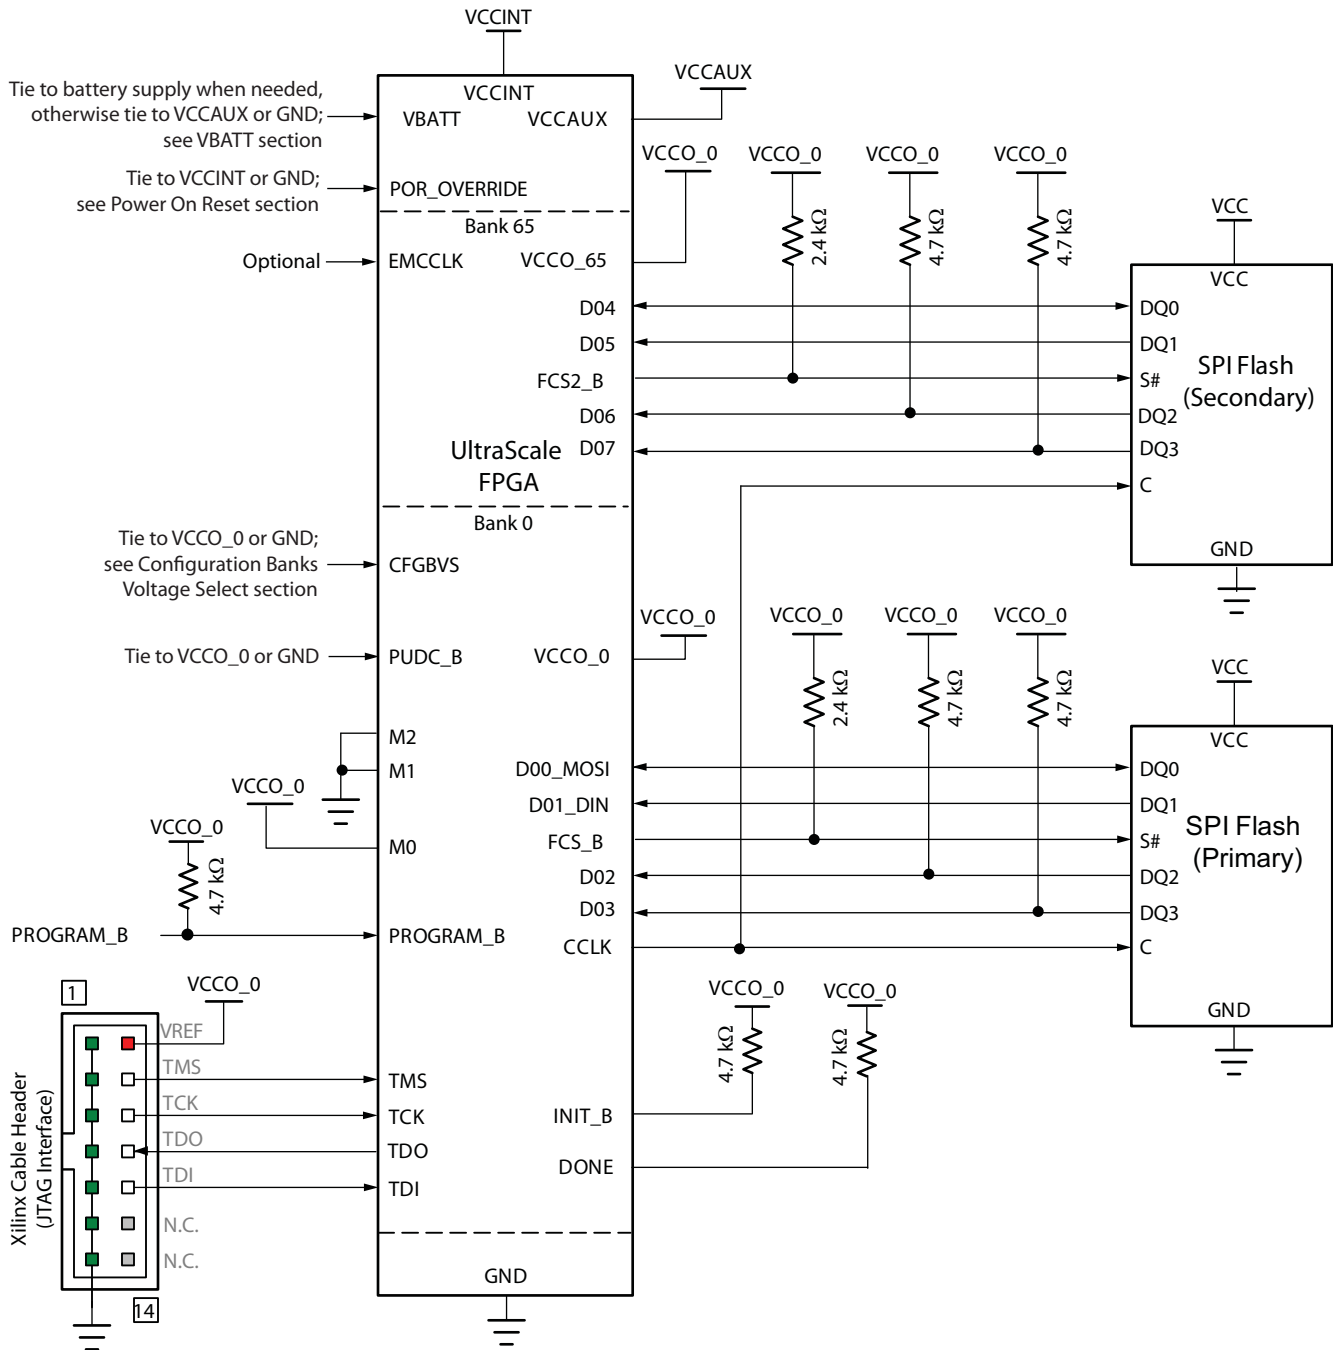 VCCINT
VCCAUX
Tie to battery supply when needed,
otherwise tie to VCCAUX or GND;
see VBATT section
VCCINT
VBATT
VCCAUX
Tie to VCCINT or GND;
see Power On Reset section
POR_OVERRIDE
VCCO_0
VCCO_0
VCCO_0
VCCO_0
2.4 kΩ
4.7 kΩ
4.7 kΩ
Bank 65
Optional
EMCCLK
VCCO_65
D04
D05
FCS2_B
D06
D07
UltraScale
FPGA
VCC
VCC
DQ0
DQ1
S#
DQ2
DQ3
C
SPI Flash
(Secondary)
GND
Bank 0
Tie to VCCO_0 or GND;
see Configuration Banks
Voltage Select section
CFGBVS
Tie to VCCO_0 or GND
PUDC_B
VCCO_0
VCCO_0
VCCO_0
VCCO_0
VCCO_0
2.4 kΩ
4.7 kΩ
4.7 kΩ
M2
M1
VCCO_0
M0
VCCO_0
4.7 kΩ
PROGRAM_B
PROGRAM_B
D00_MOSI
D01_DIN
FCS_B
D02
D03
CCLK
VCC
VCC
DQ0
DQ1
S#
DQ2
DQ3
C
SPI Flash
(Primary)
GND
1
VCCO_0
VREF
TMS
TCK
TDO
TDI
N.C.
N.C.
14
Xilinx Cable Header
(JTAG Interface)
TMS
TCK
TDO
TDI
VCCO_0
VCCO_0
4.7 kΩ
4.7 kΩ
INIT_B
DONE
GND